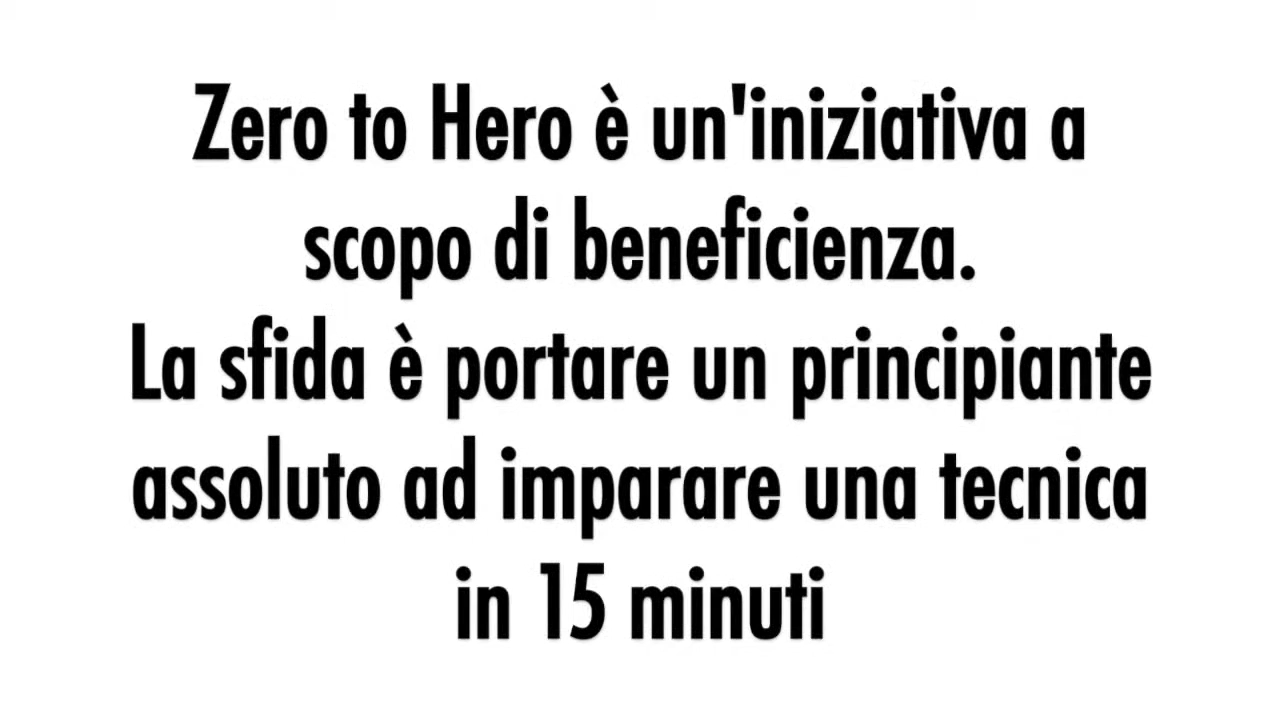 Zero to Hero è un'iniziativa a
scopo di beneficienza.
La sfida è portare un principiante
assoluto ad imparare una tecnica
in 15 minuti